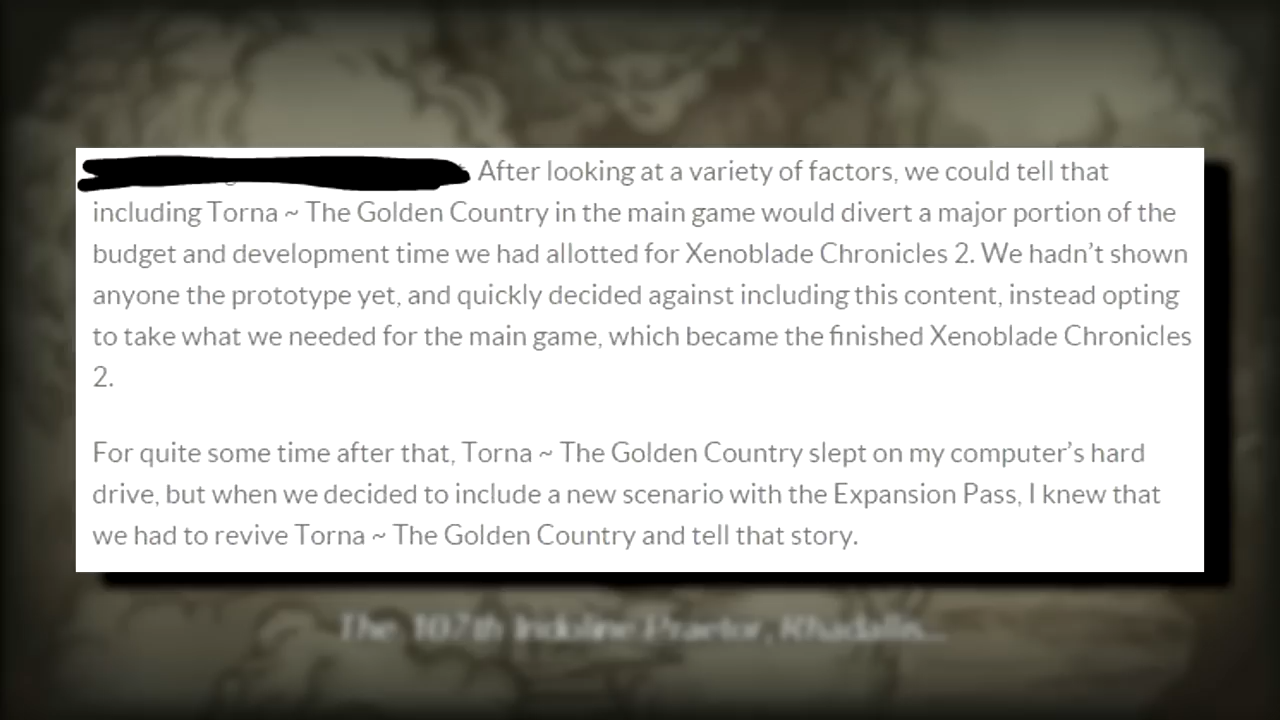 After looking at a variety of factors, we could tell that
including Torna ~ The Golden Country in the main game would divert a major portion of the
budget and development time we had allotted for Xenoblade Chronicles 2. We hadn’t shown
anyone the prototype yet, and quickly decided against including this content, instead opting
to take what we needed for the main game, which became the finished Xenoblade Chronicles
2.
For quite some time after that, Torna ~ The Golden Country slept on my computer’s hard
drive, but when we decided to include a new scenario with the Expansion Pass, I knew that
we had to revive Torna ~ The Golden Country and tell that story.
The 107th Indoline Praetor, Rhadallis...